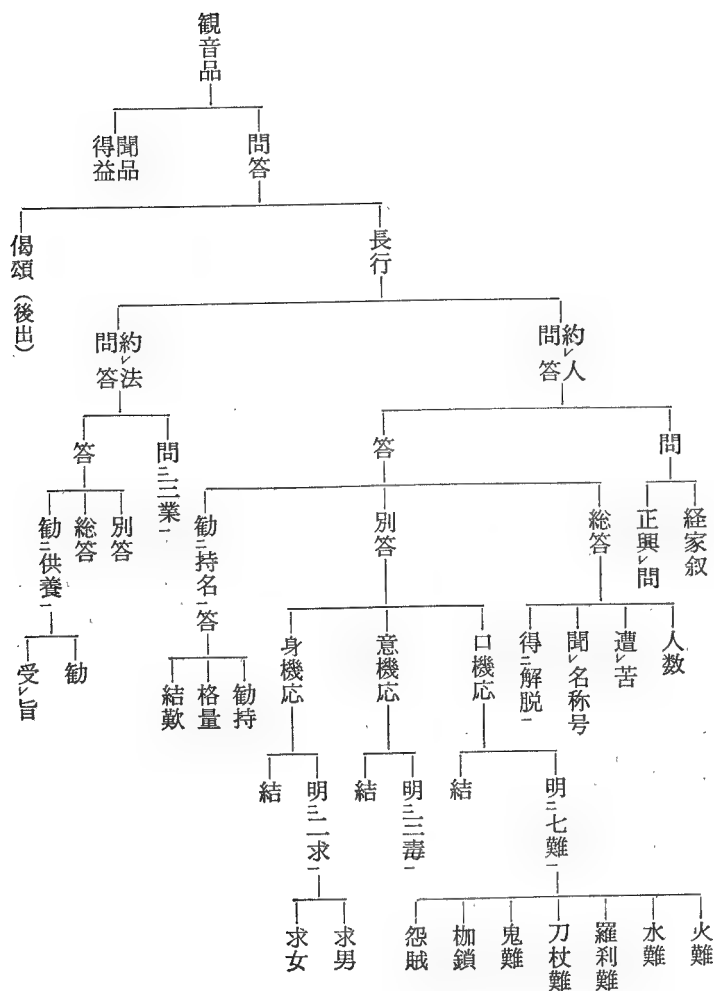 観音品
問答
聞品
得益
長行
偈頌（後出）
約レ人
問答
約レ法
問答
問
答
問二三業一
答
経家叙
正興レ問
総答
別答
勧二持名一答
別答
総答
勧二供養一
人数
遭レ苦
聞レ名称号
得二解脱一
口機応
意機応
身機応
勧持
格量
結歎
勧
受レ旨
明二七難一
結
明二三毒一
結
明二二求一
結
火難
水難
羅刹難
刀杖難
鬼難
枷鎖
怨賊
求男
求女